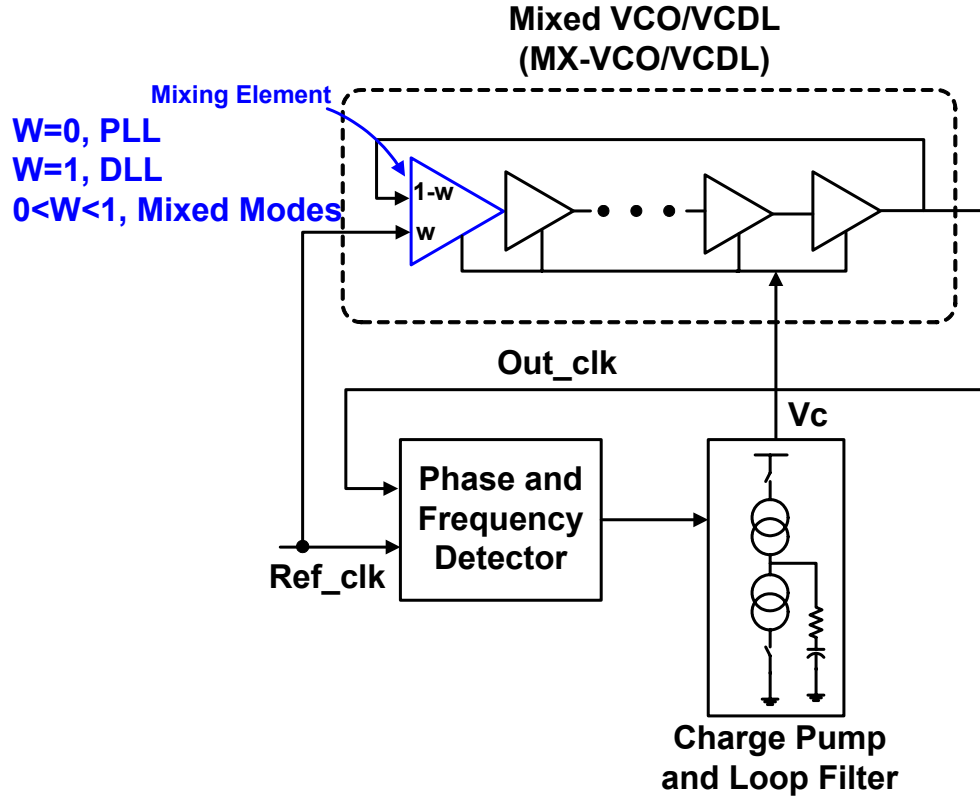 Mixed VCO/VCDL
(MX-VCO/VCDL)
Mixing Element
W=0, PLL
W=1, DLL
0<W<1, Mixed Modes
1-w
w
Out_clk
Vc
Phase and
Frequency
Detector
Ref_clk
Charge Pump
and Loop Filter